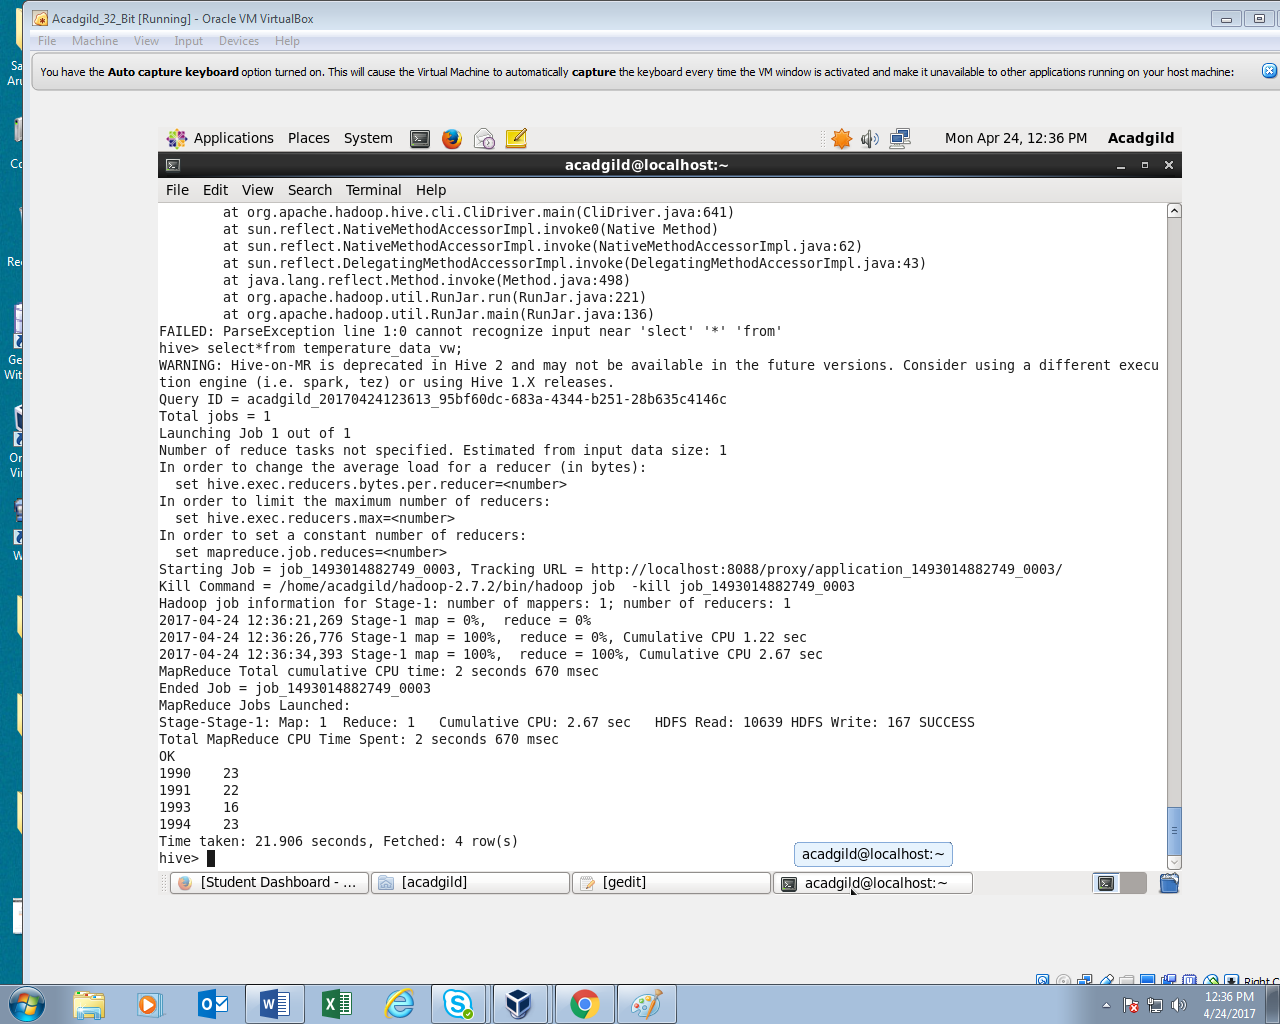 Acadgild_32_Bit [Running] - Oracle VM VirtualBox
File Machine View Input Devices Help
You have the Auto capture keyboard option turned on. This will cause the Virtual Machine to automatically capture the keyboard every time the VM window is activated and make it unavailable to other applications running on your host machine:
Applications Places System Mon Apr 24, 12:36 PM Acadgild
acadgild@localhost:~
File Edit View Search Terminal Help
at org.apache.hadoop.hive.cli.CliDriver.main(CliDriver.java:641)
at sun.reflect.NativeMethodAccessorImpl.invoke0(Native Method)
at sun.reflect.NativeMethodAccessorImpl.invoke(NativeMethodAccessorImpl.java:62)
at sun.reflect.DelegatingMethodAccessorImpl.invoke(DelegatingMethodAccessorImpl.java:43)
at java.lang.reflect.Method.invoke(Method.java:498)
at org.apache.hadoop.util.RunJar.run(RunJar.java:221)
at org.apache.hadoop.util.RunJar.main(RunJar.java:136)
FAILED: ParseException line 1:0 cannot recognize input near 'slect' '*' 'from'
hive> select*from temperature_data_vw;
WARNING: Hive-on-MR is deprecated in Hive 2 and may not be available in the future versions. Consider using a different execu
tion engine (i.e. spark, tez) or using Hive 1.X releases.
Query ID = acadgild_20170424123613_95bf60dc-683a-4344-b251-28b635c4146c
Total jobs = 1
Launching Job 1 out of 1
Number of reduce tasks not specified. Estimated from input data size: 1
In order to change the average load for a reducer (in bytes):
set hive.exec.reducers.bytes.per.reducer=<number>
In order to limit the maximum number of reducers:
set hive.exec.reducers.max=<number>
In order to set a constant number of reducers:
set mapreduce.job.reduces=<number>
Starting Job = job_1493014882749_0003, Tracking URL = http://localhost:8088/proxy/application_1493014882749_0003/
Kill Command = /home/acadgild/hadoop-2.7.2/bin/hadoop job  -kill job_1493014882749_0003
Hadoop job information for Stage-1: number of mappers: 1; number of reducers: 1
2017-04-24 12:36:21,269 Stage-1 map = 0%,  reduce = 0%
2017-04-24 12:36:26,776 Stage-1 map = 100%,  reduce = 0%, Cumulative CPU 1.22 sec
2017-04-24 12:36:34,393 Stage-1 map = 100%,  reduce = 100%, Cumulative CPU 2.67 sec
MapReduce Total cumulative CPU time: 2 seconds 670 msec
Ended Job = job_1493014882749_0003
MapReduce Jobs Launched:
Stage-Stage-1: Map: 1  Reduce: 1   Cumulative CPU: 2.67 sec   HDFS Read: 10639 HDFS Write: 167 SUCCESS
Total MapReduce CPU Time Spent: 2 seconds 670 msec
OK
1990 23
1991 22
1993 16
1994 23
Time taken: 21.906 seconds, Fetched: 4 row(s)
hive>
acadgild@localhost:~
[Student Dashboard - ... [acadgild] [gedit] acadgild@localhost:~
12:36 PM
4/24/2017